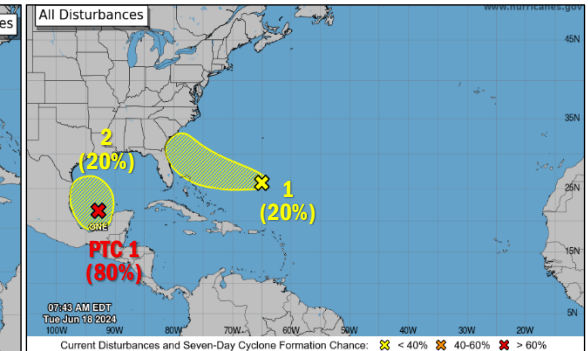 es
All Disturbances
www.hurricanes.gov
45N
35N
2
(20%)
1
(20%)
25N
ONE
PTC 1
(80%)
15N
07:43 AM EDT
Tue Jun 18 2024
5N
100W 90W 80W 70W 60W 50W 40W 30W 20W
Current Disturbances and Seven-Day Cyclone Formation Chance: < 40% 40-60% > 60%